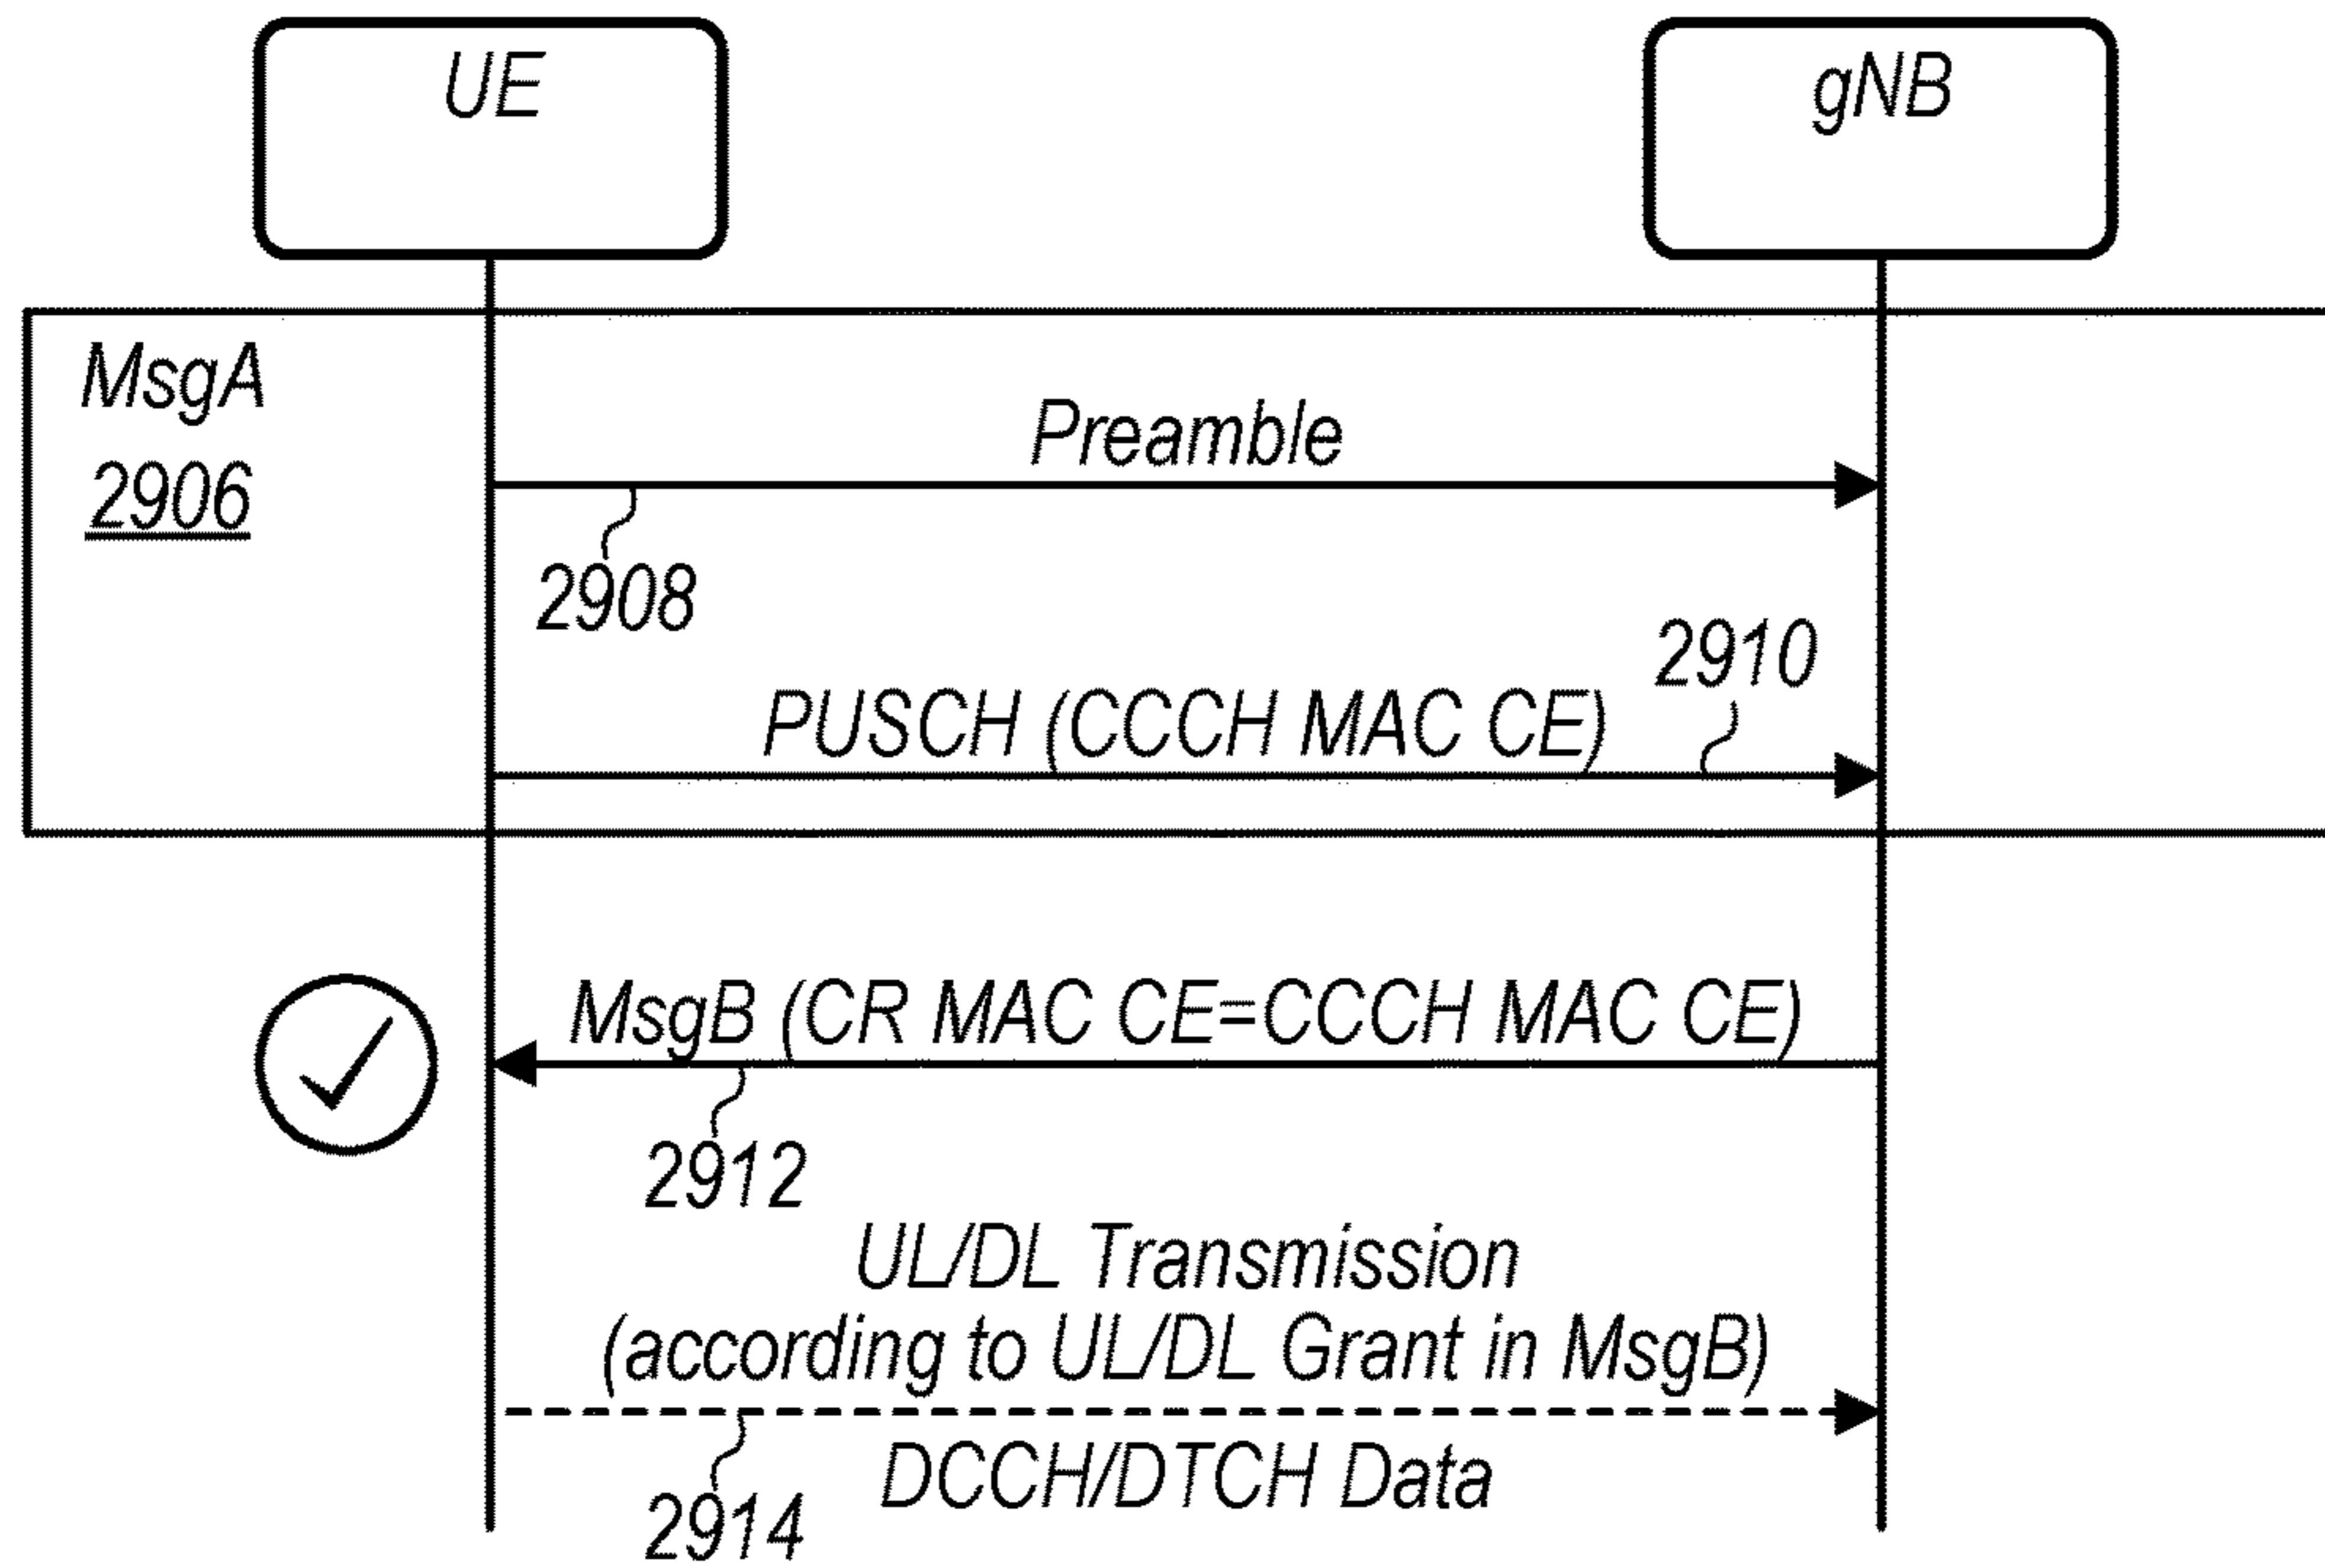 UE
gNB
MsgA
2906
Preamble
2908
2910
PUSCH (CCCH MAC CE)
MsgB (CR MAC CE=CCCH MAC CE)
2912
UL/DL Transmission
(according to UL/DL Grant in MsgB)
DCCH/DTCH Data
2914